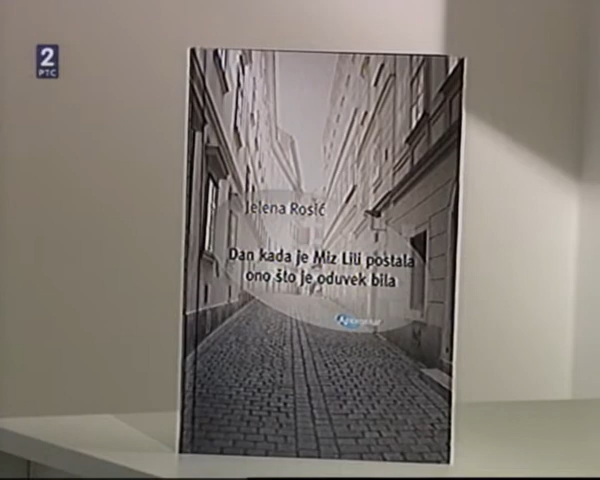 2
РТС
Jelena Rosić
Dan kada je Miz Lili postala
ono što je oduvek bila